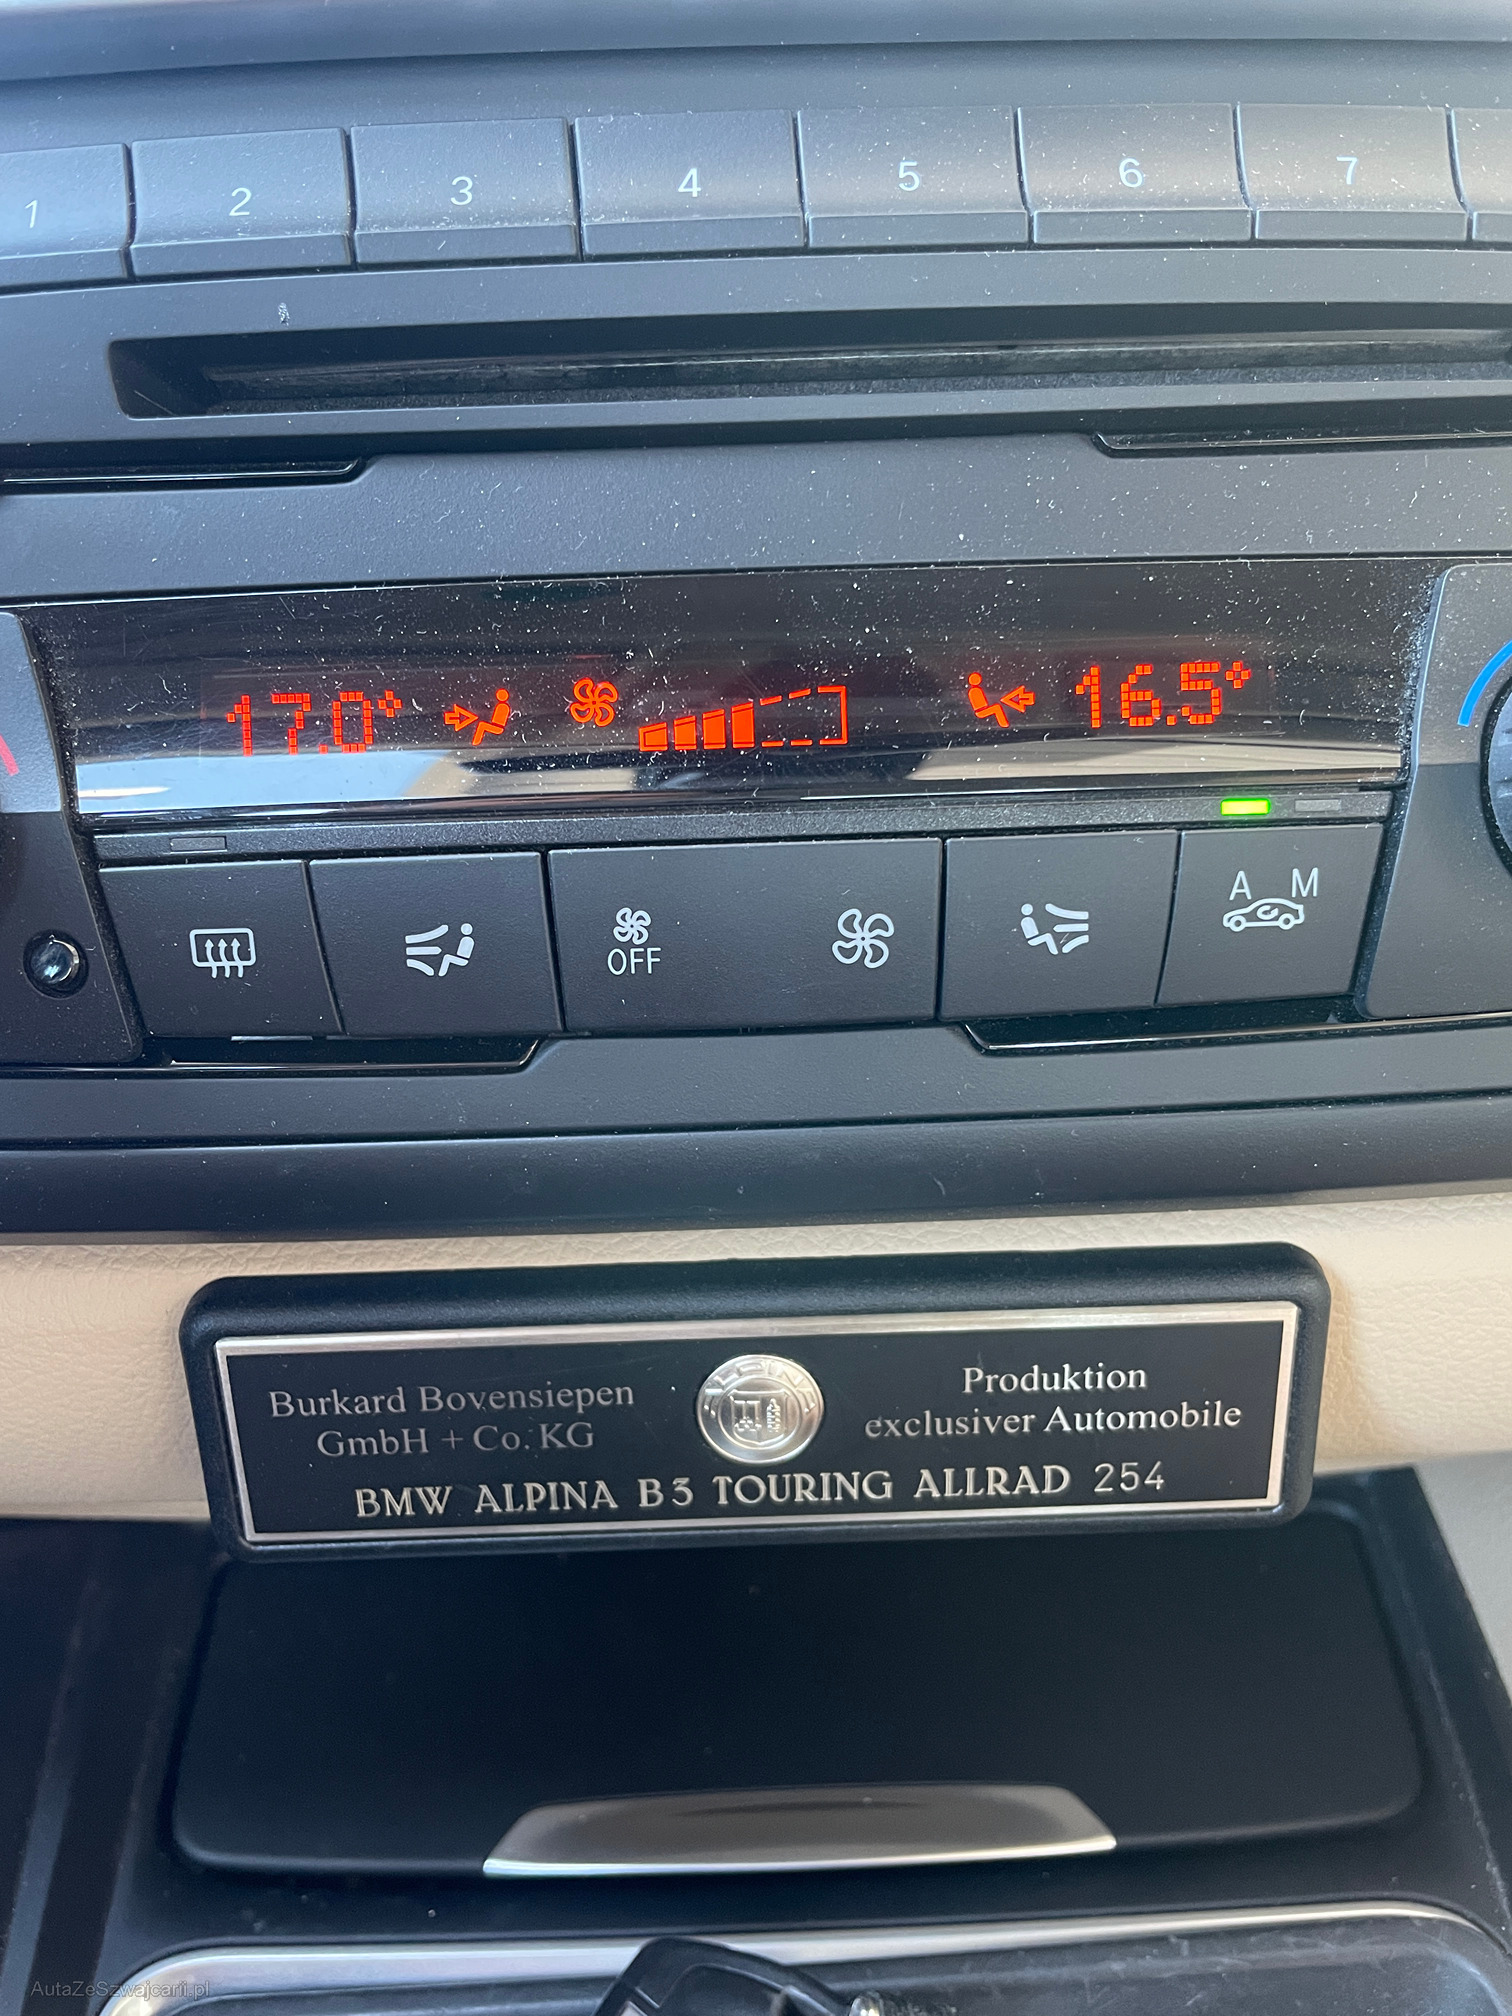 1 2 3 4 5 6 7
17.0° 16.5°
A M
OFF
Burkard Bovensiepen
GmbH + Co. KG
ALPINA
Produktion
exclusiver Automobile
BMW ALPINA B3 TOURING ALLRAD 254
AutaZeSzwajcarii.pl